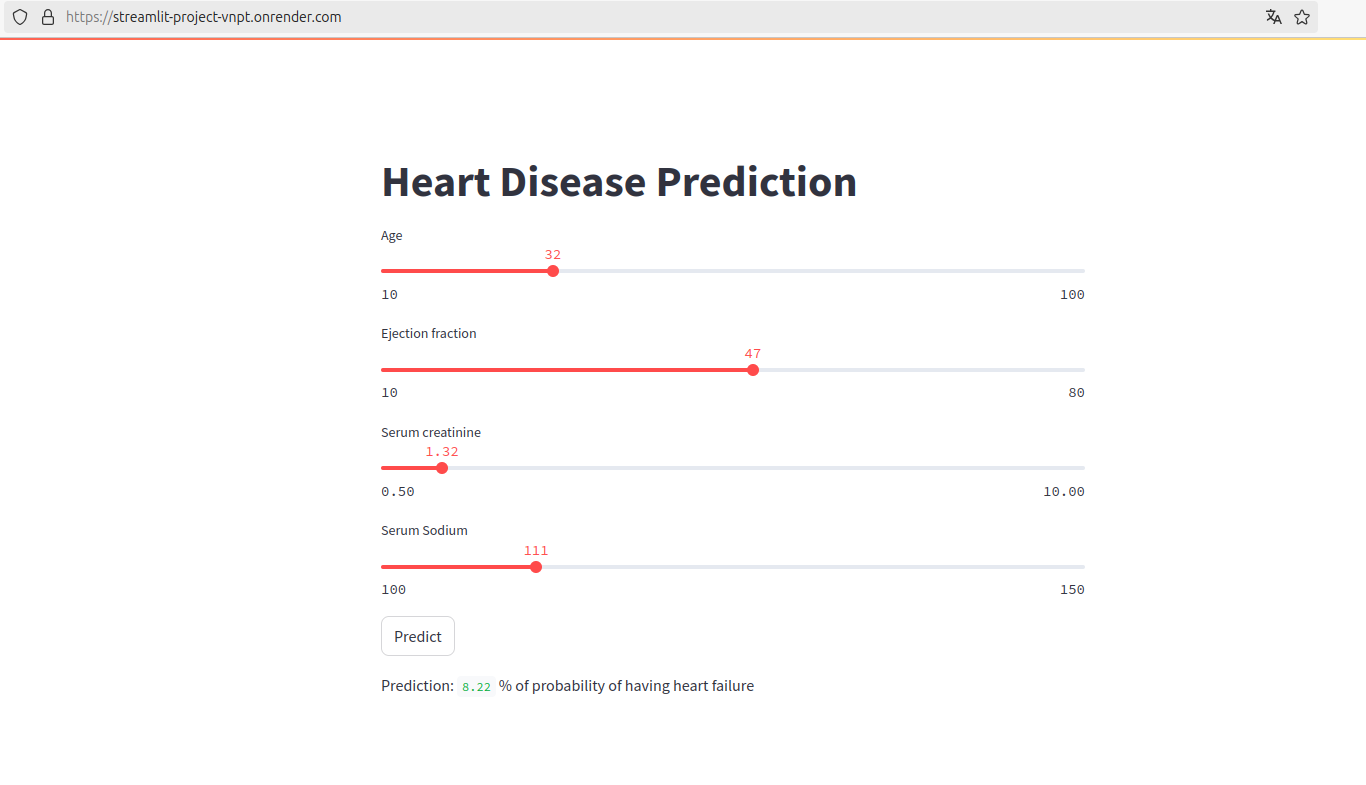 https://streamlit-project-vnpt.onrender.com
Heart Disease Prediction
Age
32
10 100
Ejection fraction
47
10 80
Serum creatinine
1.32
0.50 10.00
Serum Sodium
111
100 150
Predict
Prediction: 8.22 % of probability of having heart failure